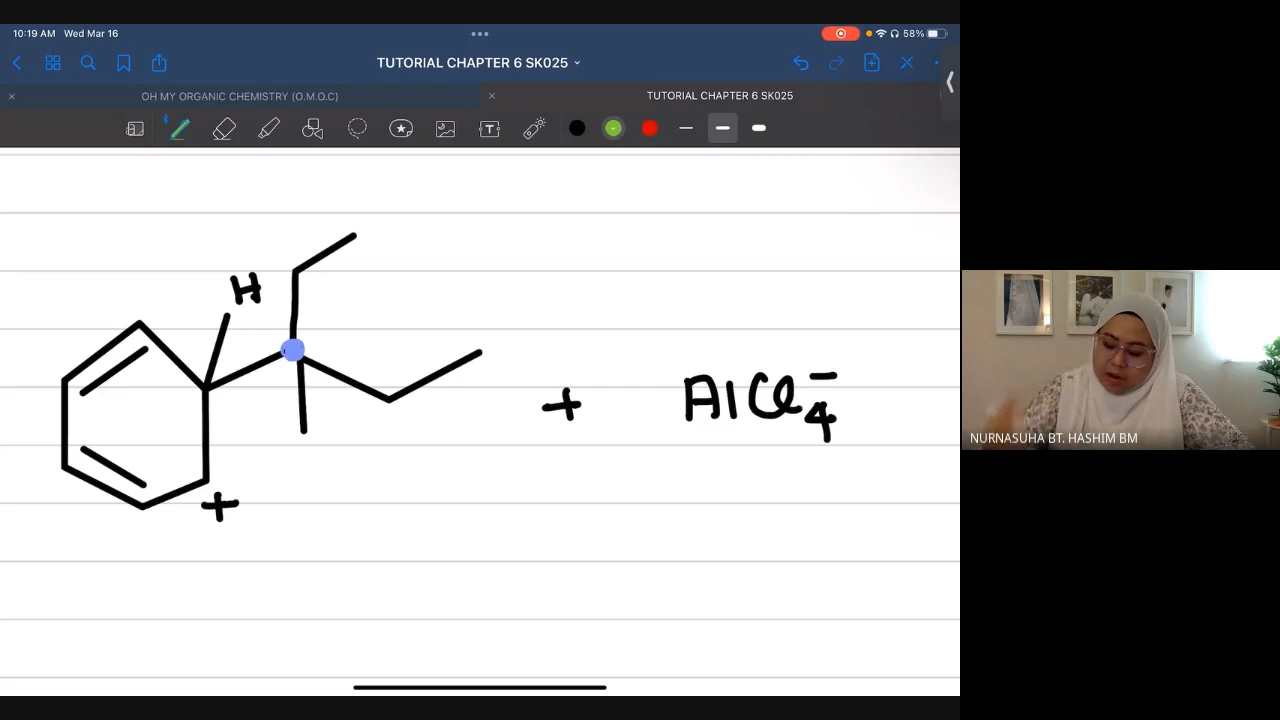 10:19 AM Wed Mar 16
58%
TUTORIAL CHAPTER 6 SK025
OH MY ORGANIC CHEMISTRY (O.M.O.C)
TUTORIAL CHAPTER 6 SK025
H
+ AlCl₄⁻
+
NURNASUHA BT. HASHIM BM